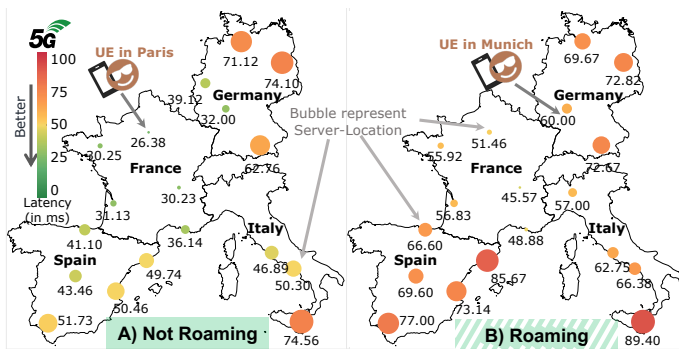 5G
100
75
50
25
0
Latency
(in ms)
Better
UE in Paris
71.12
74.10
39.12
Germany
32.00
26.38
30.25
62.76
France
30.23
31.13
41.10
36.14
Italy
Spain
49.74
46.89
43.46
50.30
50.46
51.73
74.56
A) Not Roaming
Bubble represent
Server-Location
UE in Munich
69.67
72.82
Germany
60.00
51.46
55.92
72.67
France
45.57
57.00
56.83
66.60
48.88
Italy
Spain
85.67
62.75
69.60
66.38
73.14
77.00
89.40
B) Roaming